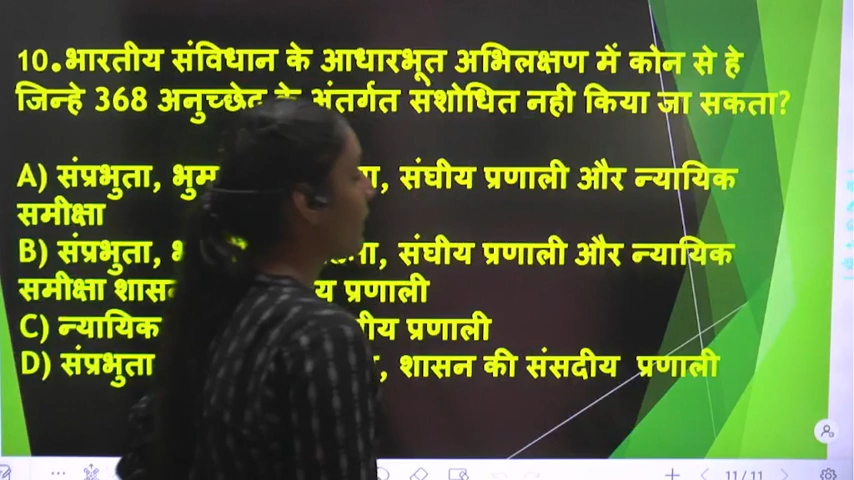 10.भारतीय संविधान के आधारभूत अभिलक्षण में कोन से हे
जिन्हे 368 अनुच्छेद के अंतर्गत संशोधित नही किया जा सकता?
A) संप्रभुता, संघीय प्रणाली और न्यायिक
समीक्षा
B) संप्रभुता, संघीय प्रणाली और न्यायिक
समीक्षा प्रणाली
C) न्यायिक प्रणाली
D) संप्रभुता शासन की संसदीय प्रणाली
11/11